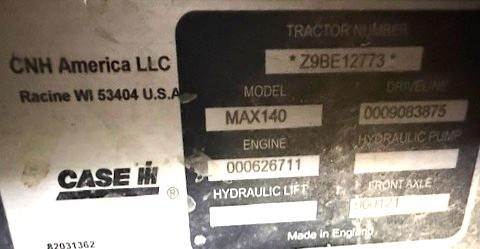 CNH America LLC
Racine WI 53404 U.S.A
CASE IH
®
82031362
TRACTOR NUMBER
* Z9BE12773 *
MODEL
DRIVELINE
MAX140
0009083875
ENGINE
HYDRAULIC PUMP
000626711
HYDRAULIC LIFT
FRONT AXLE
Made in England